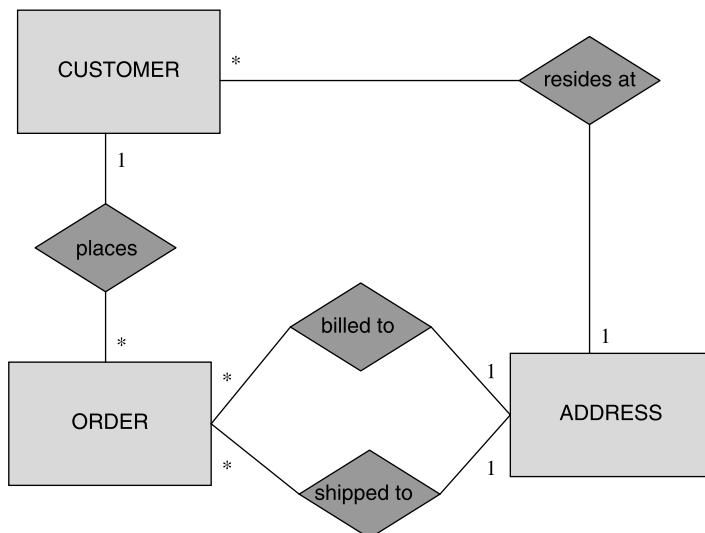 CUSTOMER
*
resides at
1
places
*
billed to
1
*
1
ORDER
ADDRESS
*
shipped to
1